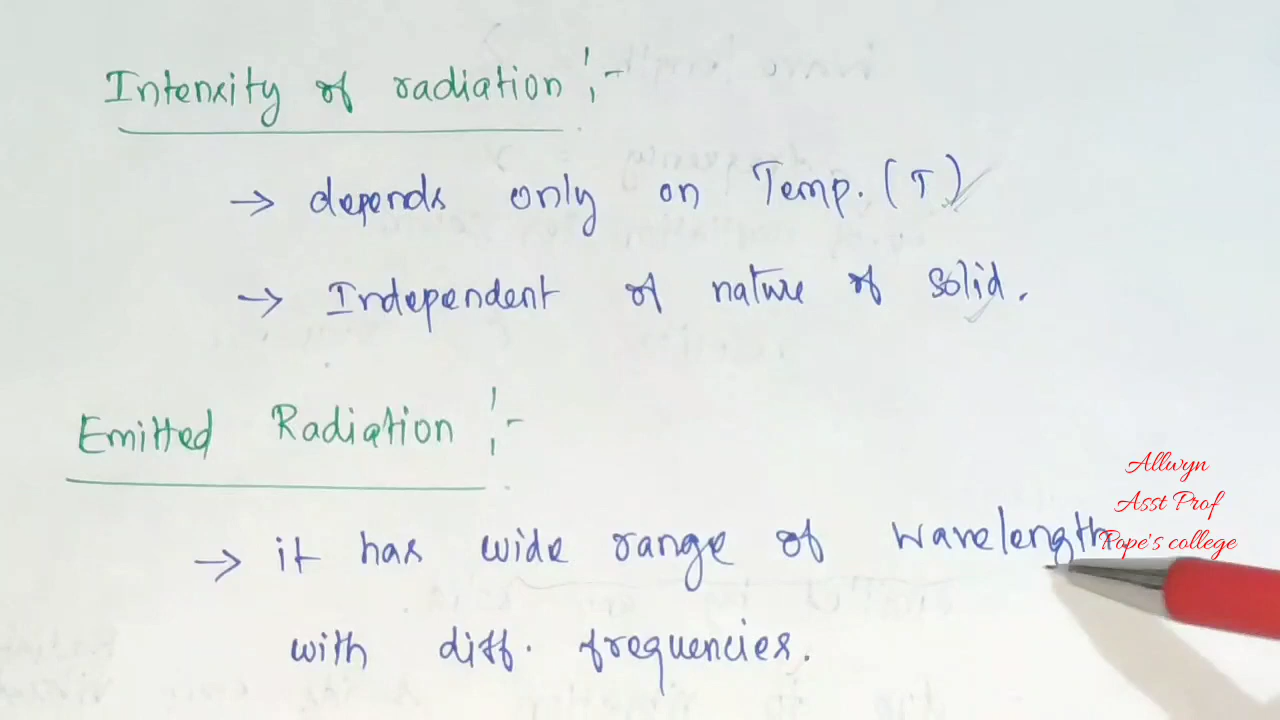 Intensity of radiation :-
→ depends only on Temp. (T)
→ Independent of nature of solid.
Emitted Radiation :-
→ it has wide range of wavelength
with diff. frequencies.
Allwyn
Asst Prof
Pope's college